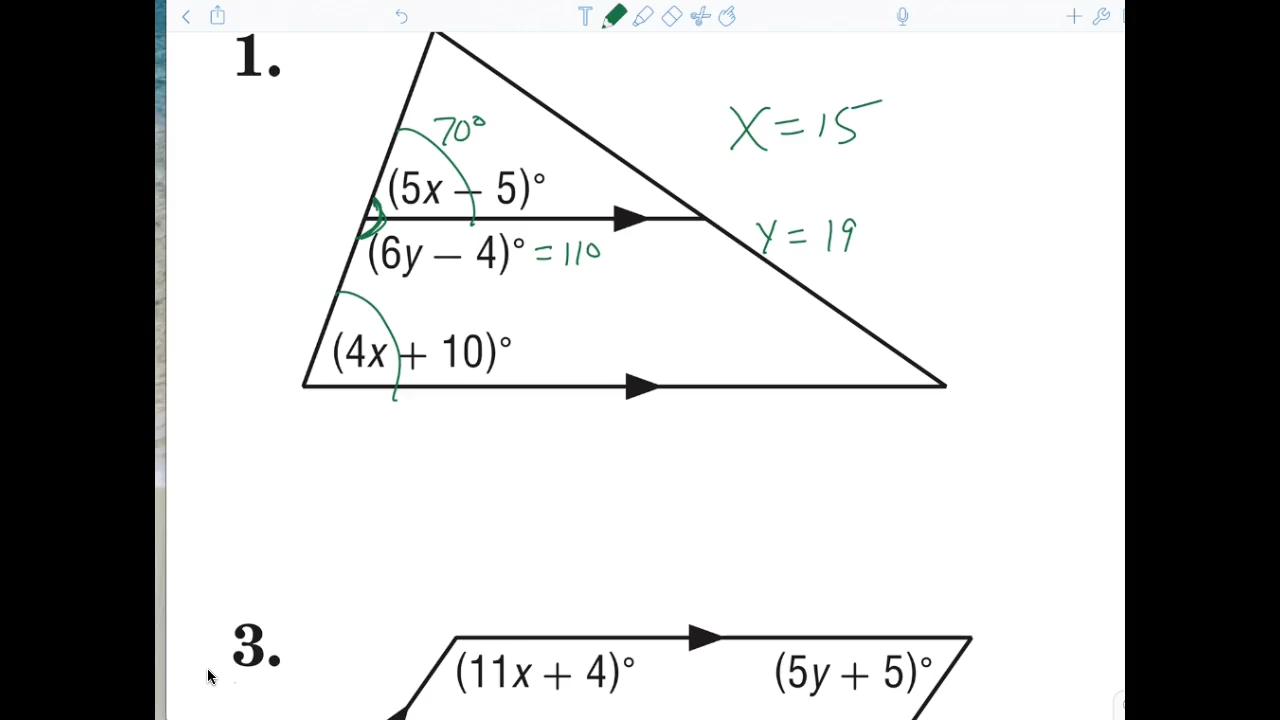 1.
X = 15
70°
(5x – 5)°
(6y – 4)° = 110
y = 19
(4x + 10)°
3.
(11x + 4)°
(5y + 5)°